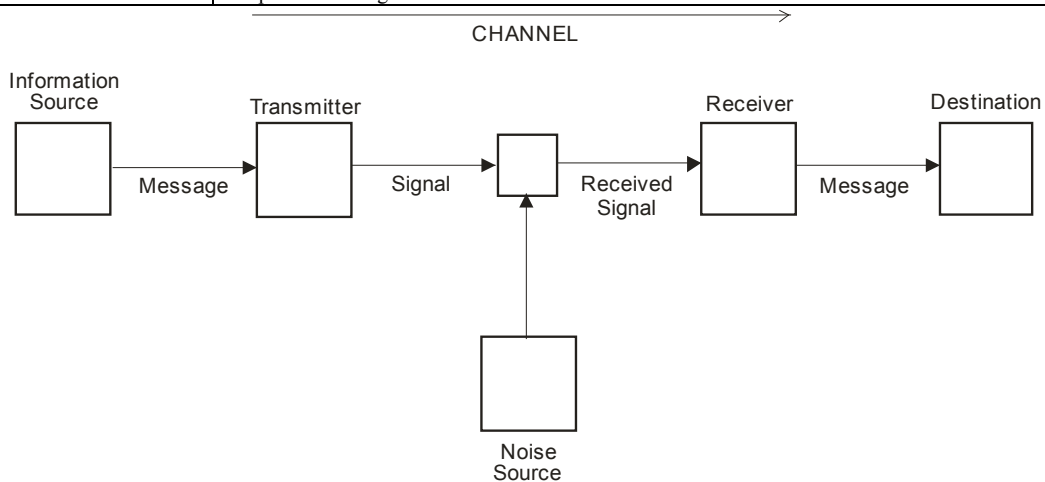 CHANNEL
Information
Source
Transmitter
Receiver
Destination
Message
Signal
Received
Signal
Message
Noise
Source